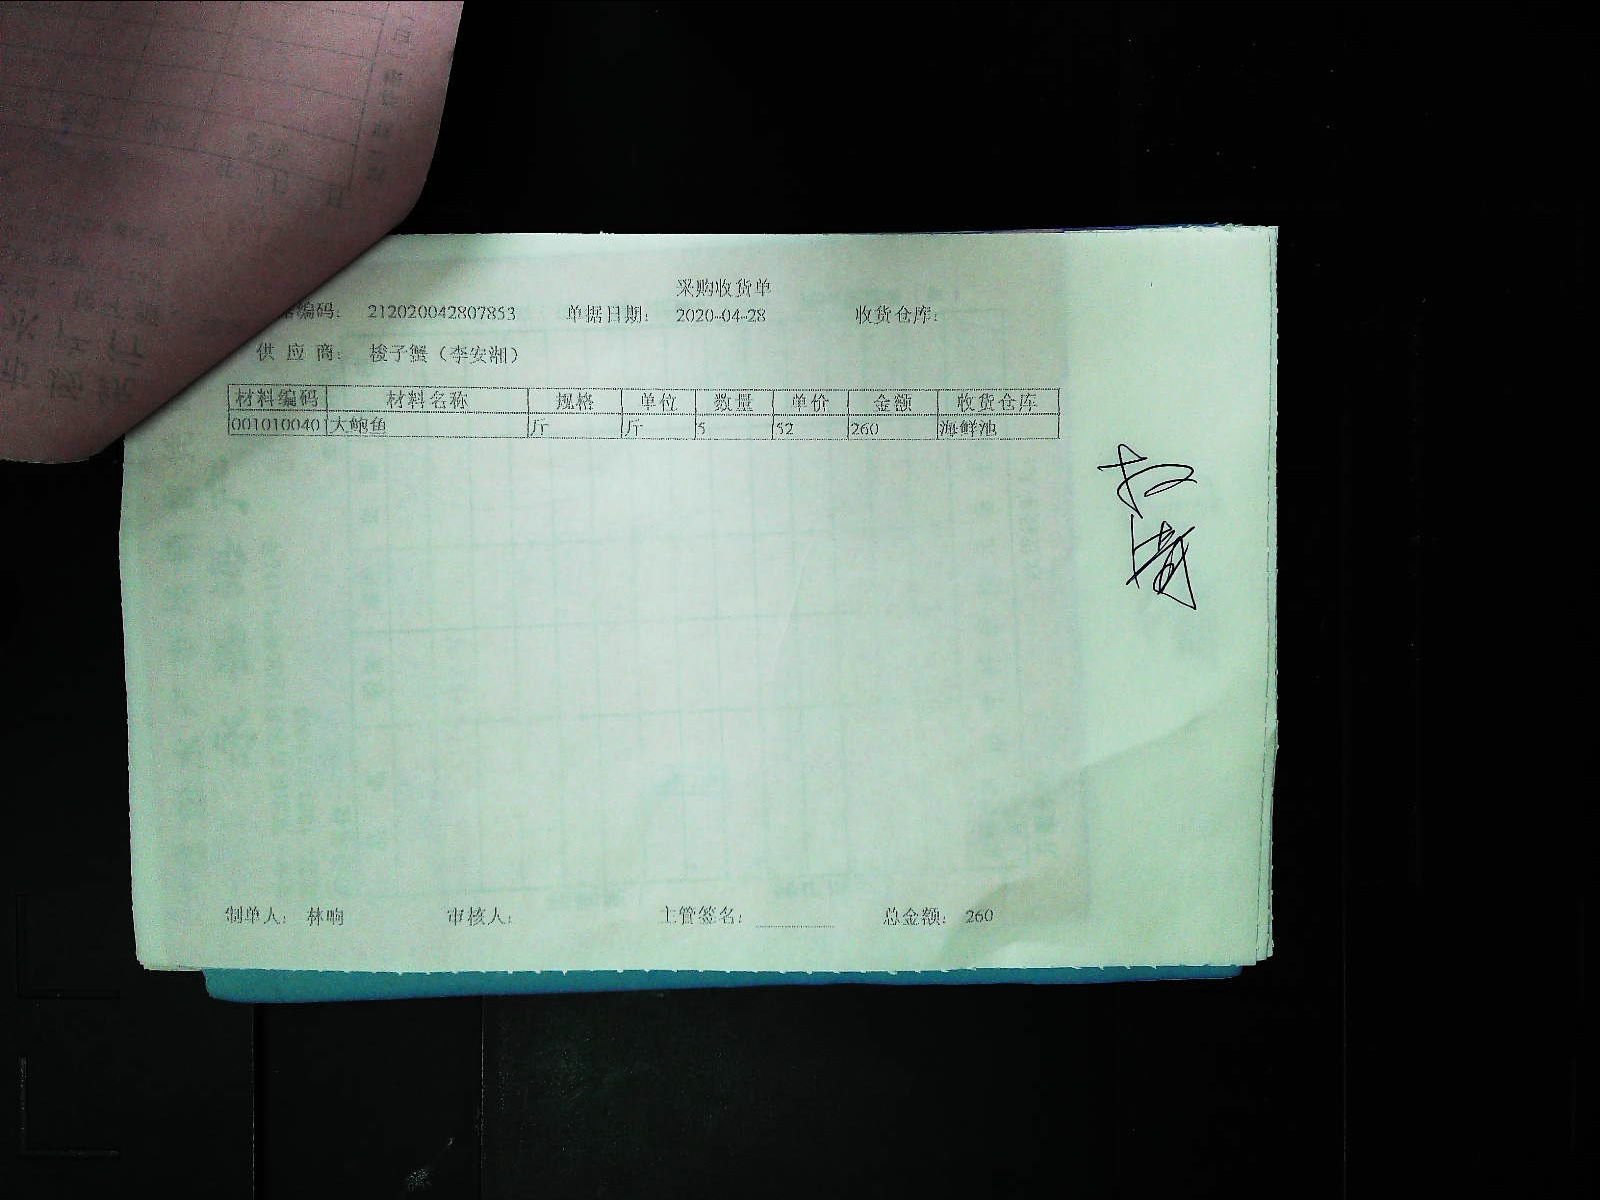 采购收货单
编码: 212020042807853 单据日期: 2020-04-28 收货仓库:
供应商: 梭子蟹（李安湘）
材料编码 材料名称 规格 单位 数量 单价 金额 收货仓库
001010040 大鲍鱼 斤 斤 5 52 260 海鲜池
制单人: 林响 审核人: 主管签名: 总金额: 260